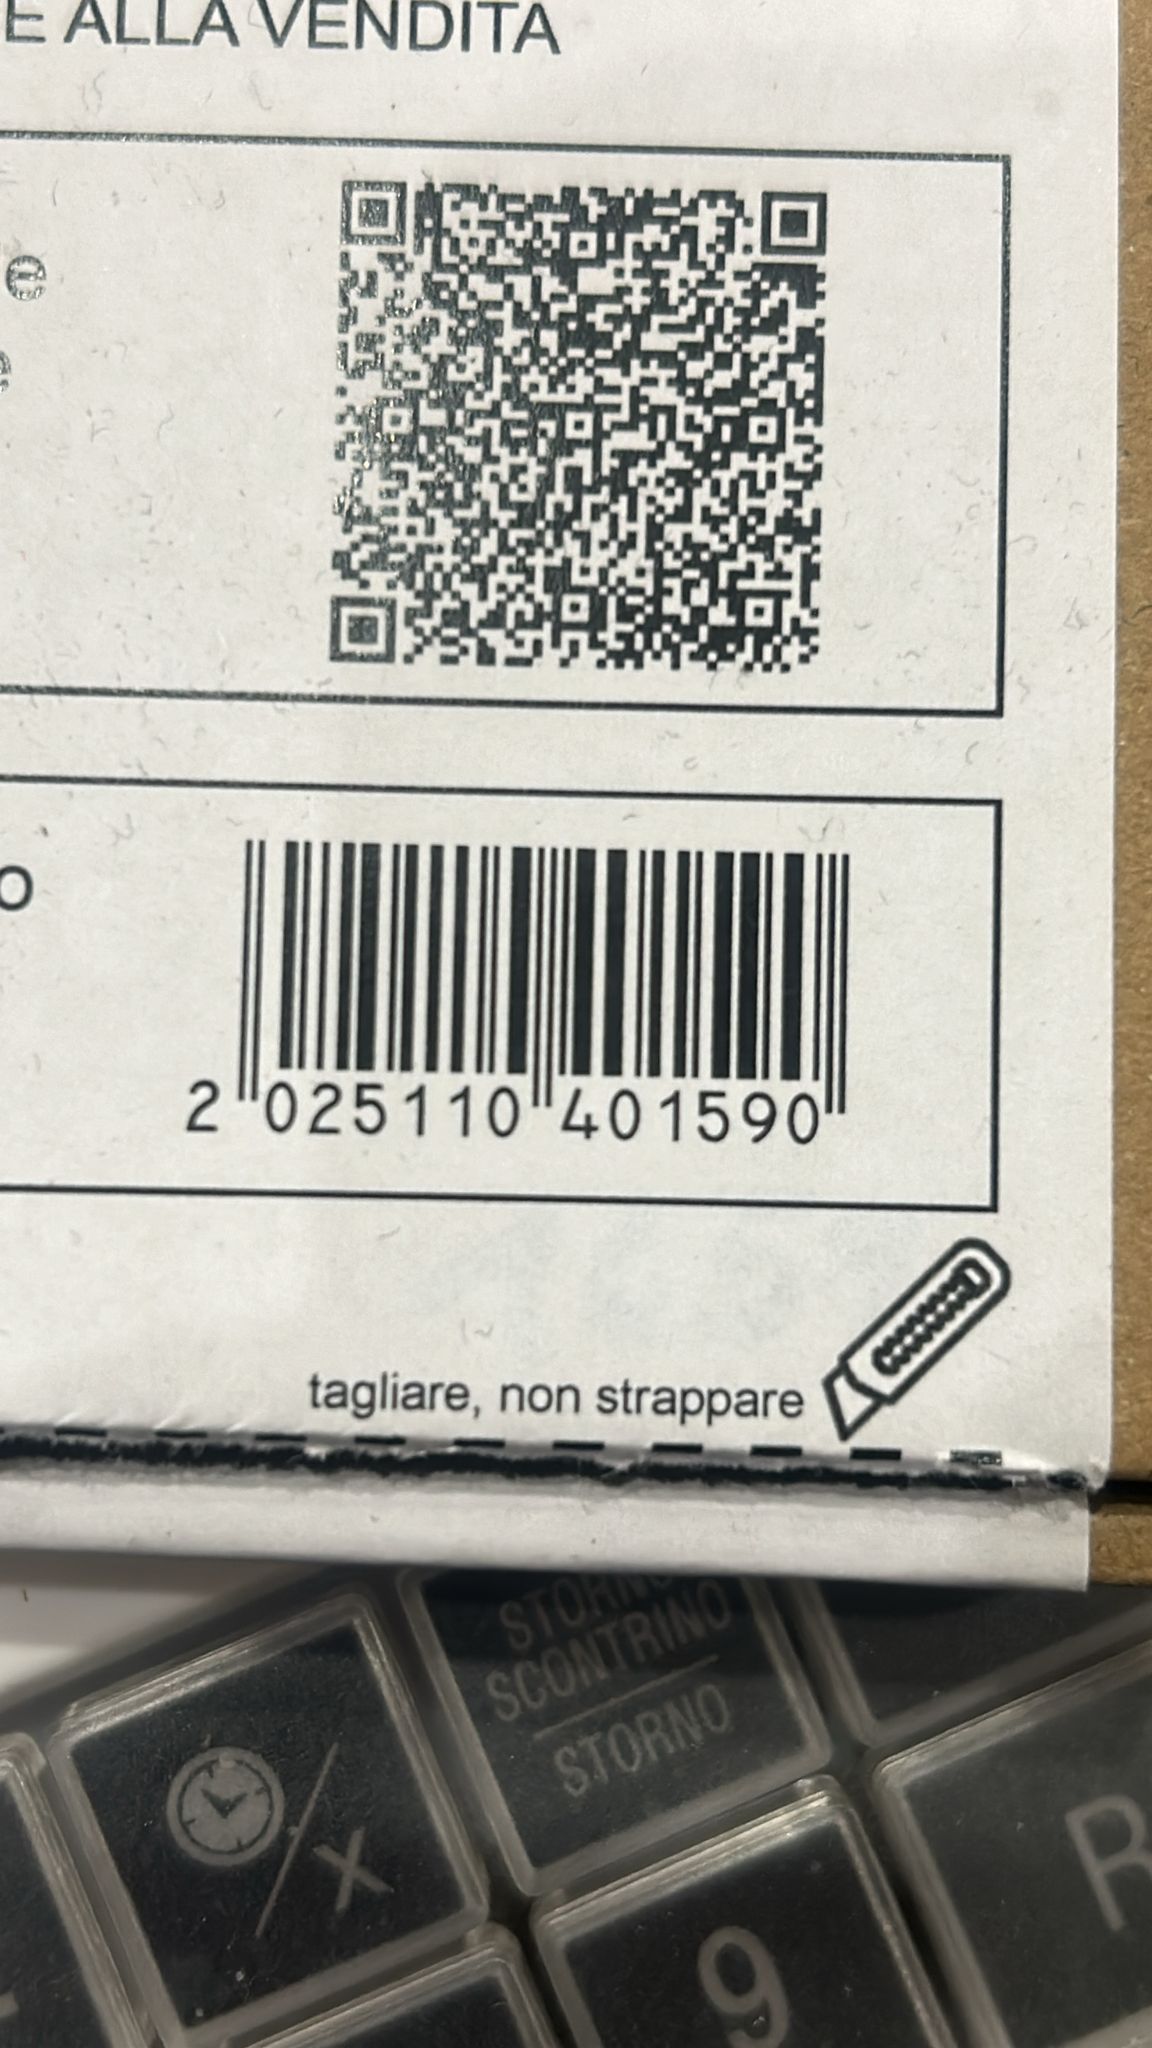 E ALLA VENDITA
e
e
o
2 025110 401590
tagliare, non strappare
STORNO
SCONTRINO
STORNO
X
R
9